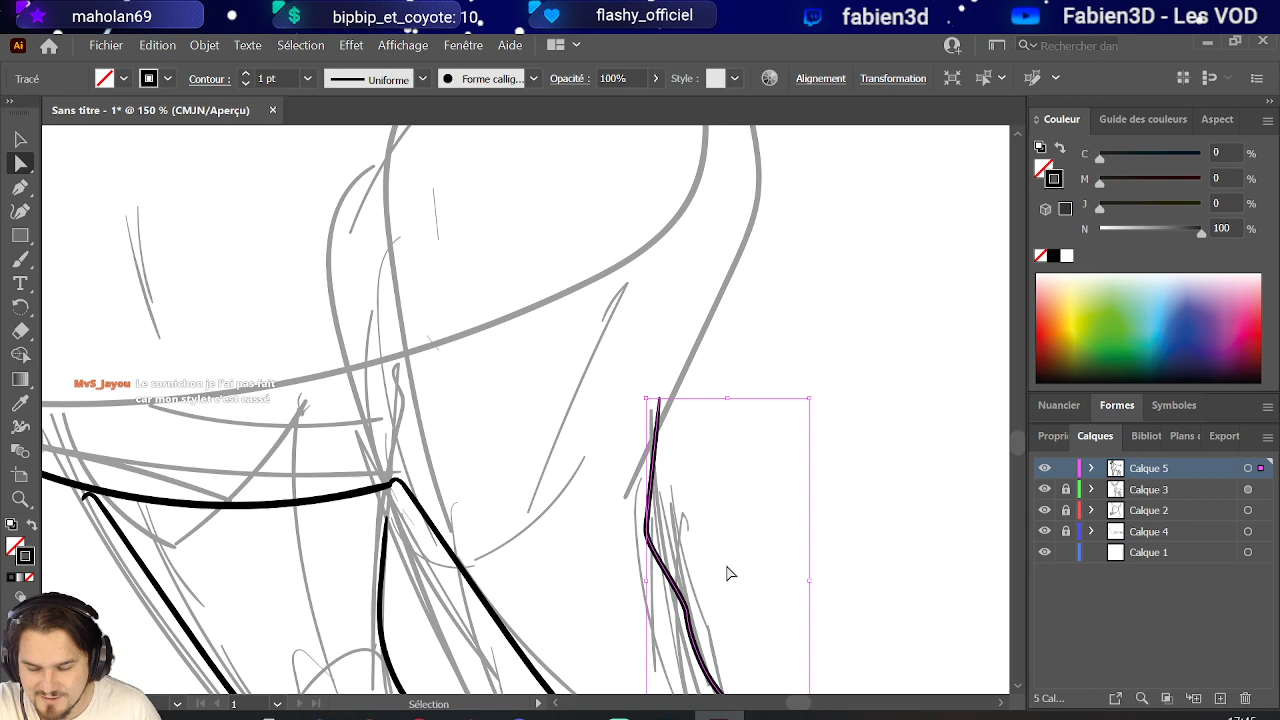 maholan69
bipbip_et_coyote: 10
flashy_officiel
fabien3d
Fabien3D - Les VOD
Ai
Fichier Edition Objet Texte Sélection Effet Affichage Fenêtre Aide
Rechercher dan
Tracé
Contour : 1 pt
Uniforme
Forme callig...
Opacité : 100%
Style :
Alignement
Transformation
Sans titre - 1* @ 150 % (CMJN/Aperçu) ×
Couleur Guide des couleurs Aspect
C 0 %
M 0 %
J 0 %
N 100 %
MvS_Jayou Le cornichon je l'ai pas fait
car mon stylet c'est cassé
Nuancier Formes Symboles
Proprie Calques Bibliot Plans c Export
Calque 5
Calque 3
Calque 2
Calque 4
Calque 1
1
Sélection
5 Cal...